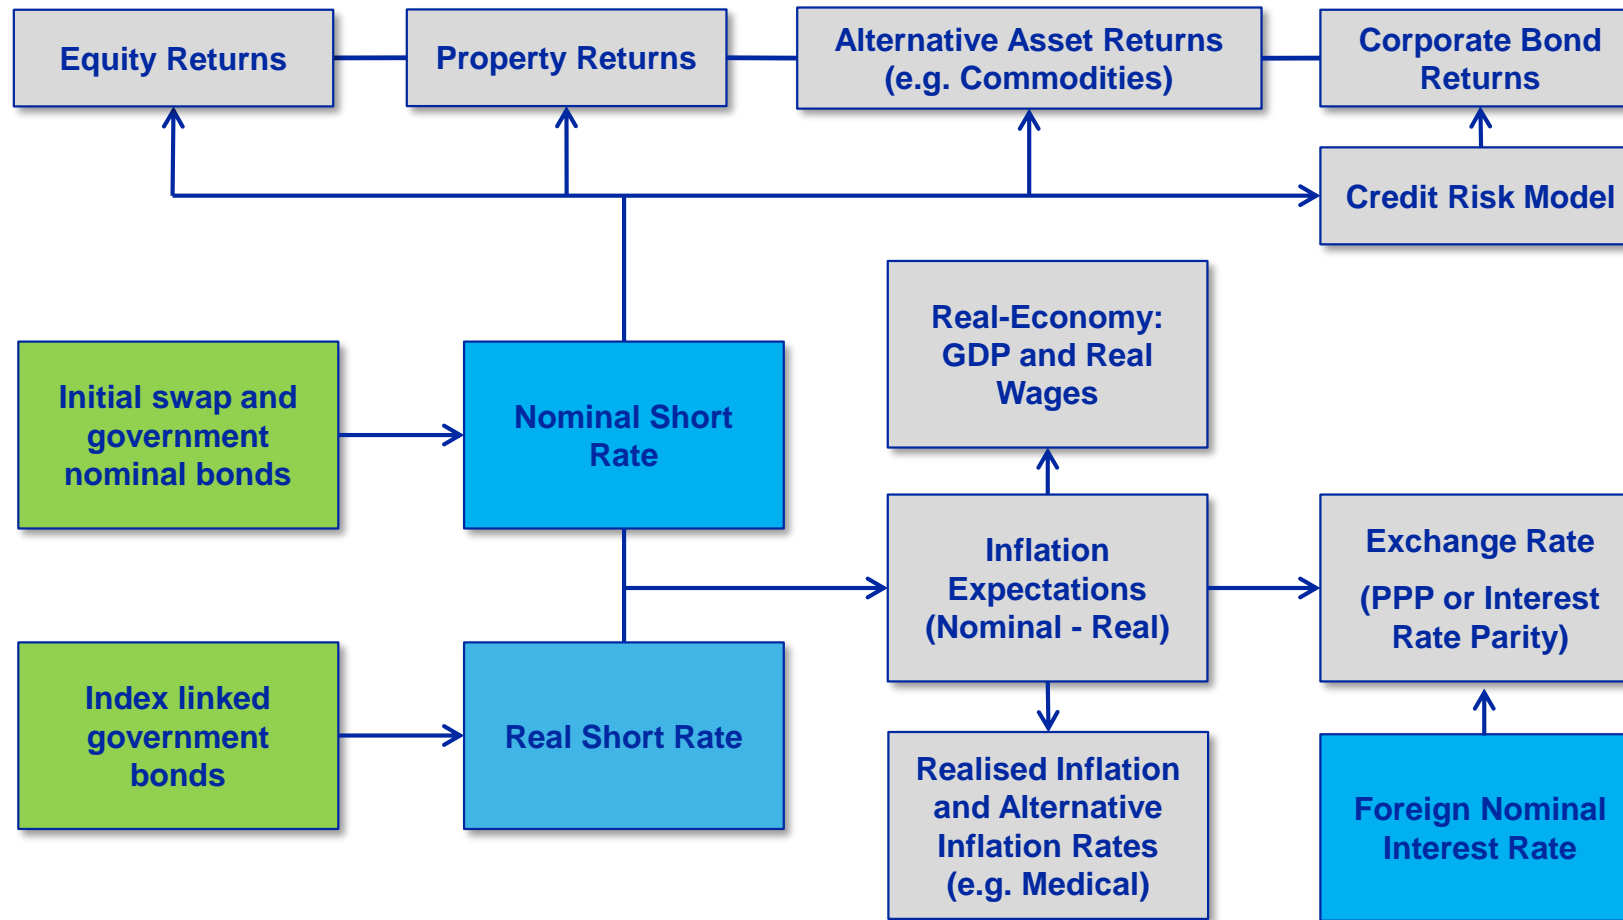 Equity Returns
Property Returns
Alternative Asset Returns
(e.g. Commodities)
Corporate Bond
Returns
Credit Risk Model
Real-Economy:
GDP and Real
Wages
Initial swap and
government
nominal bonds
Nominal Short
Rate
Inflation
Expectations
(Nominal - Real)
Exchange Rate
(PPP or Interest
Rate Parity)
Index linked
government
bonds
Real Short Rate
Realised Inflation
and Alternative
Inflation Rates
(e.g. Medical)
Foreign Nominal
Interest Rate